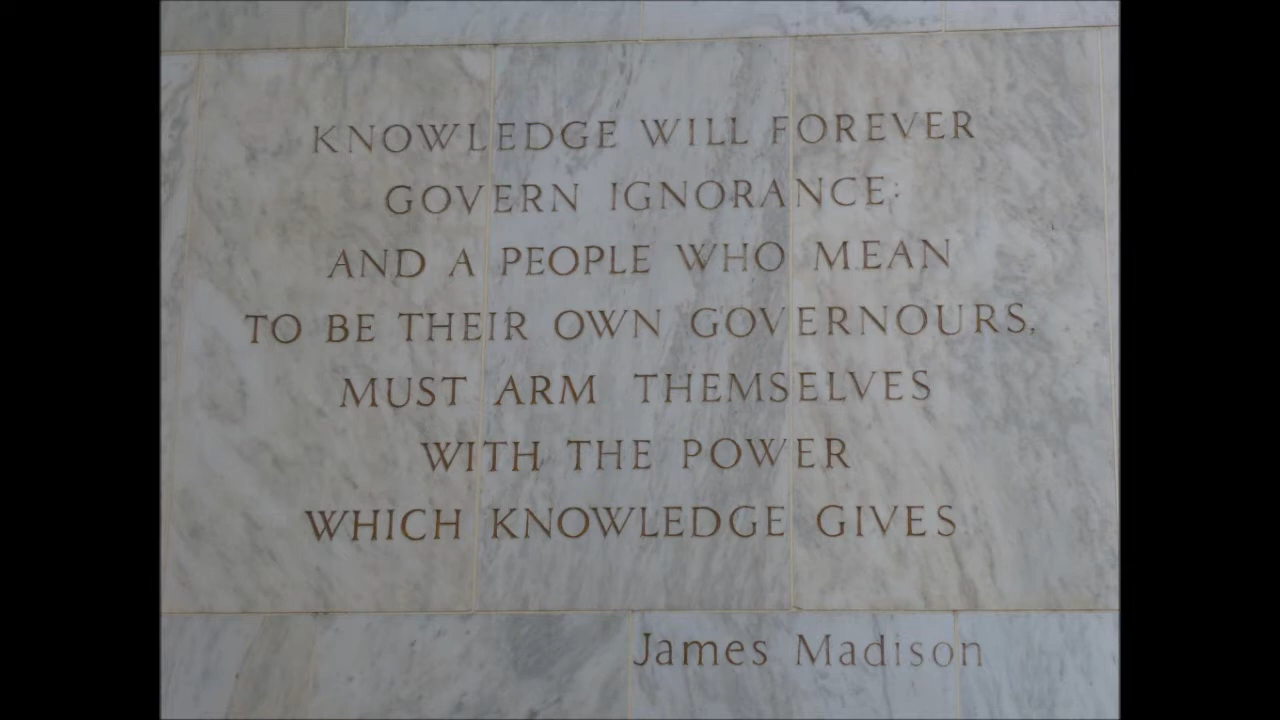 KNOWLEDGE WILL FOREVER
GOVERN IGNORANCE:
AND A PEOPLE WHO MEAN
TO BE THEIR OWN GOVERNOURS,
MUST ARM THEMSELVES
WITH THE POWER
WHICH KNOWLEDGE GIVES
James Madison